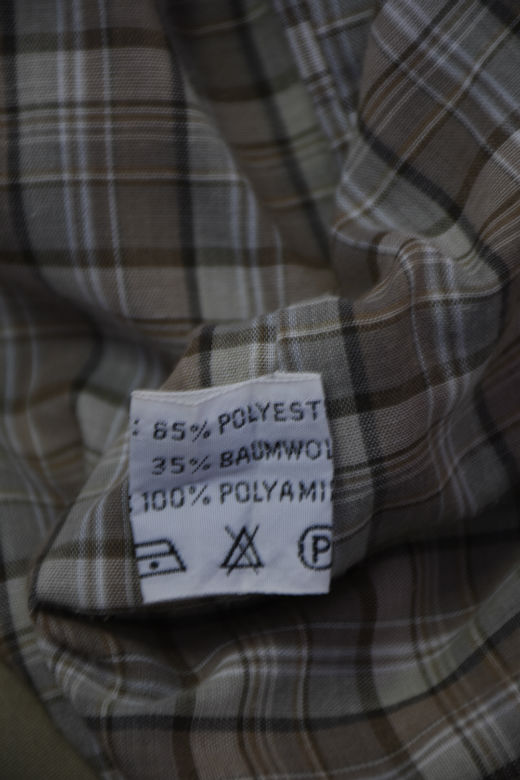 : 65% POLYEST
35% BAUMWOL
: 100% POLYAMI
P